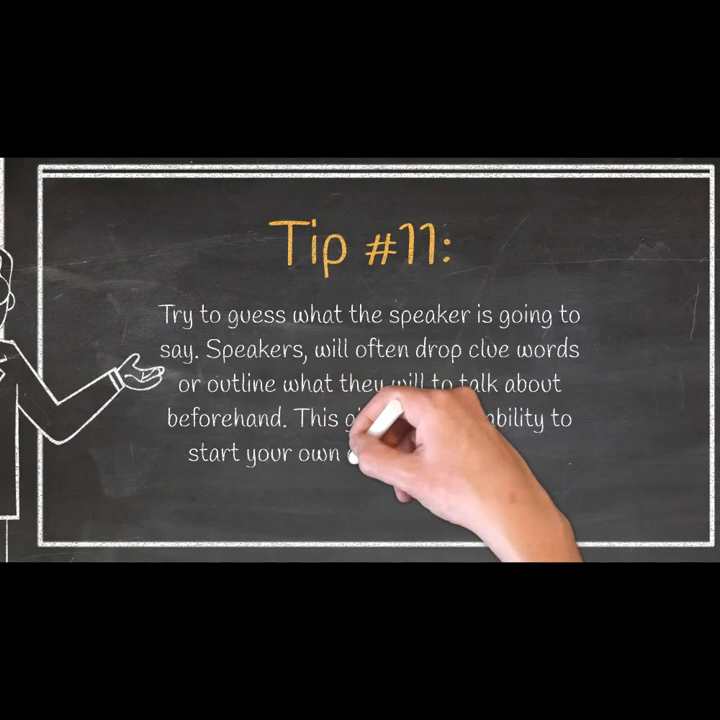 Tip #11:
Try to guess what the speaker is going to
say. Speakers, will often drop clue words
or outline what they will to talk about
beforehand. This ability to
start your own